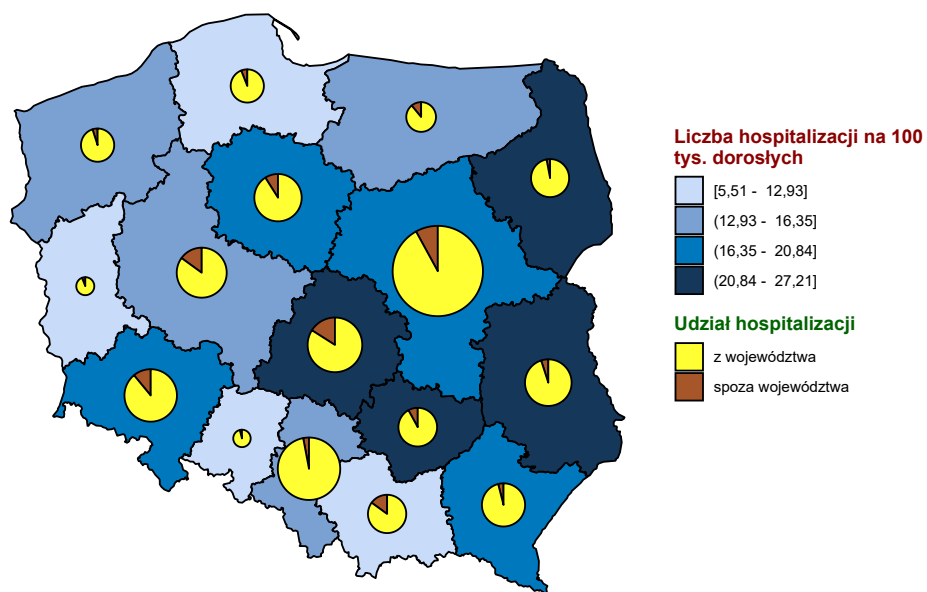 Liczba hospitalizacji na 100
tys. dorosłych
[5,51 - 12,93]
(12,93 - 16,35]
(16,35 - 20,84]
(20,84 - 27,21]
Udział hospitalizacji
z województwa
spoza województwa